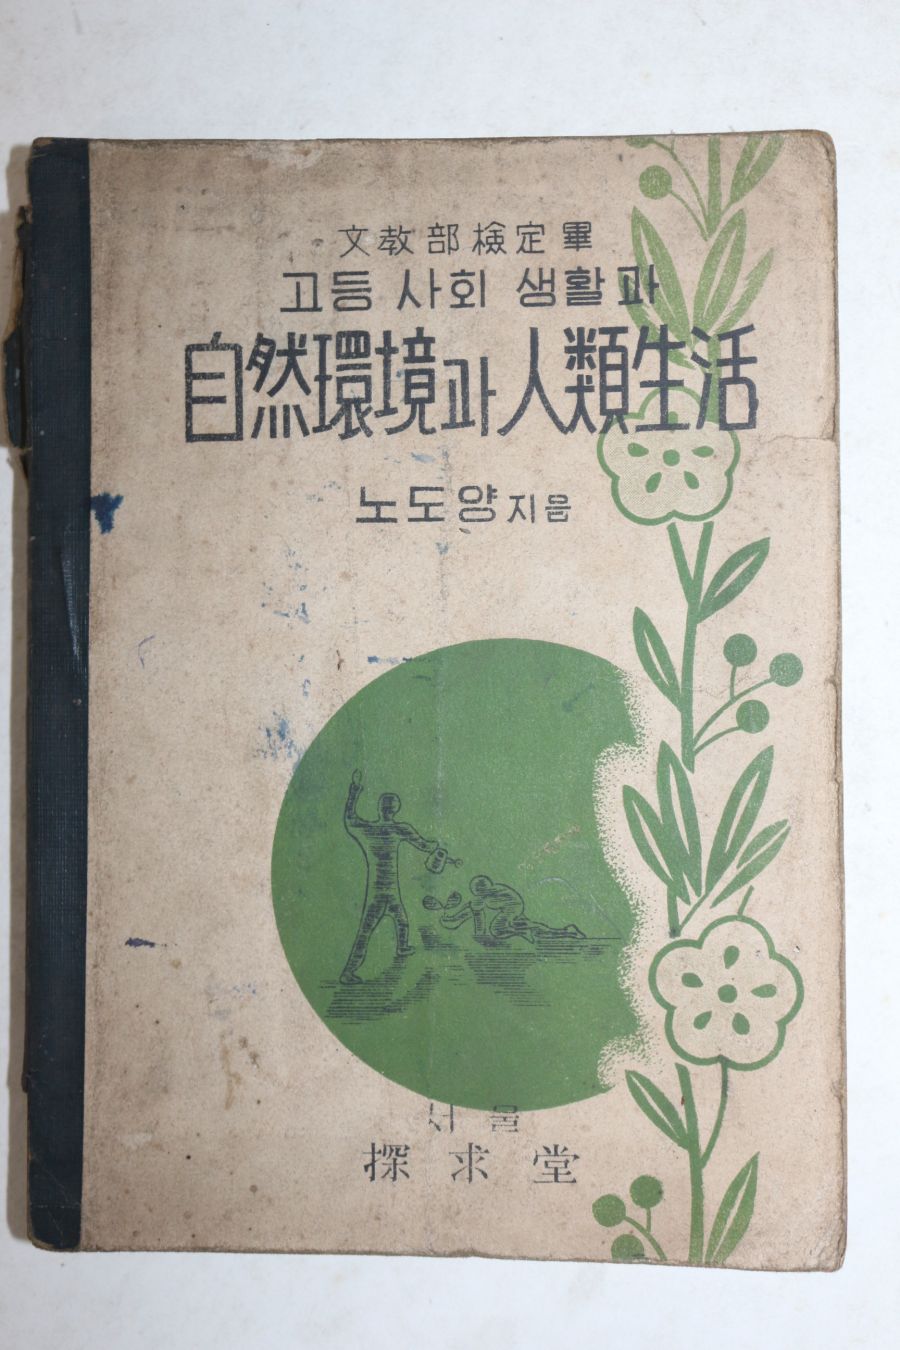 文教部檢定畢
고등 사회 생활과
自然環境과人類生活
노도양 지음
서울
探求堂